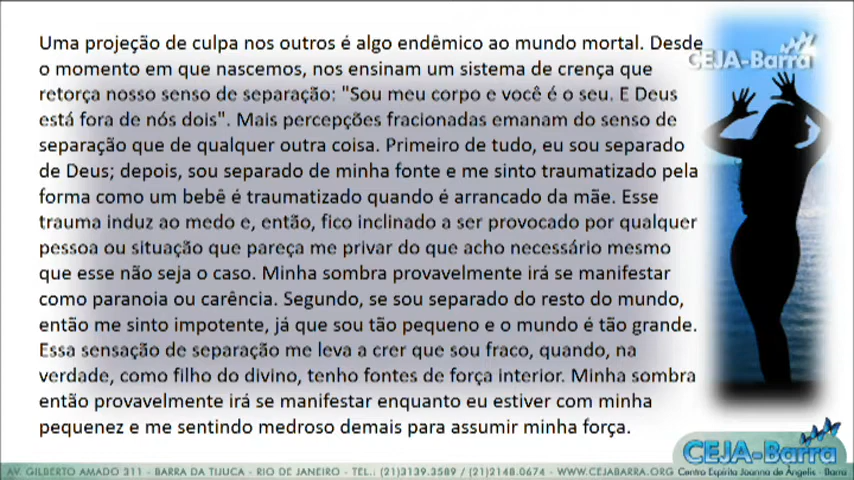 Uma projeção de culpa nos outros é algo endêmico ao mundo mortal. Desde
o momento em que nascemos, nos ensinam um sistema de crença que
retorça nosso senso de separação: "Sou meu corpo e você é o seu. E Deus
está fora de nós dois". Mais percepções fracionadas emanam do senso de
separação que de qualquer outra coisa. Primeiro de tudo, eu sou separado
de Deus; depois, sou separado de minha fonte e me sinto traumatizado pela
forma como um bebê é traumatizado quando é arrancado da mãe. Esse
trauma induz ao medo e, então, fico inclinado a ser provocado por qualquer
pessoa ou situação que pareça me privar do que acho necessário mesmo
que esse não seja o caso. Minha sombra provavelmente irá se manifestar
como paranoia ou carência. Segundo, se sou separado do resto do mundo,
então me sinto impotente, já que sou tão pequeno e o mundo é tão grande.
Essa sensação de separação me leva a crer que sou fraco, quando, na
verdade, como filho do divino, tenho fontes de força interior. Minha sombra
então provavelmente irá se manifestar enquanto eu estiver com minha
pequenez e me sentindo medroso demais para assumir minha força.
CEJA-Barra
CEJA-Barra
AV. GILBERTO AMADO 311 - BARRA DA TIJUCA - RIO DE JANEIRO - TEL.: (21)3139.3589 / (21)2148.0674 - WWW.CEJABARRA.ORG Centro Espírita Joanna de Ângelis - Barra